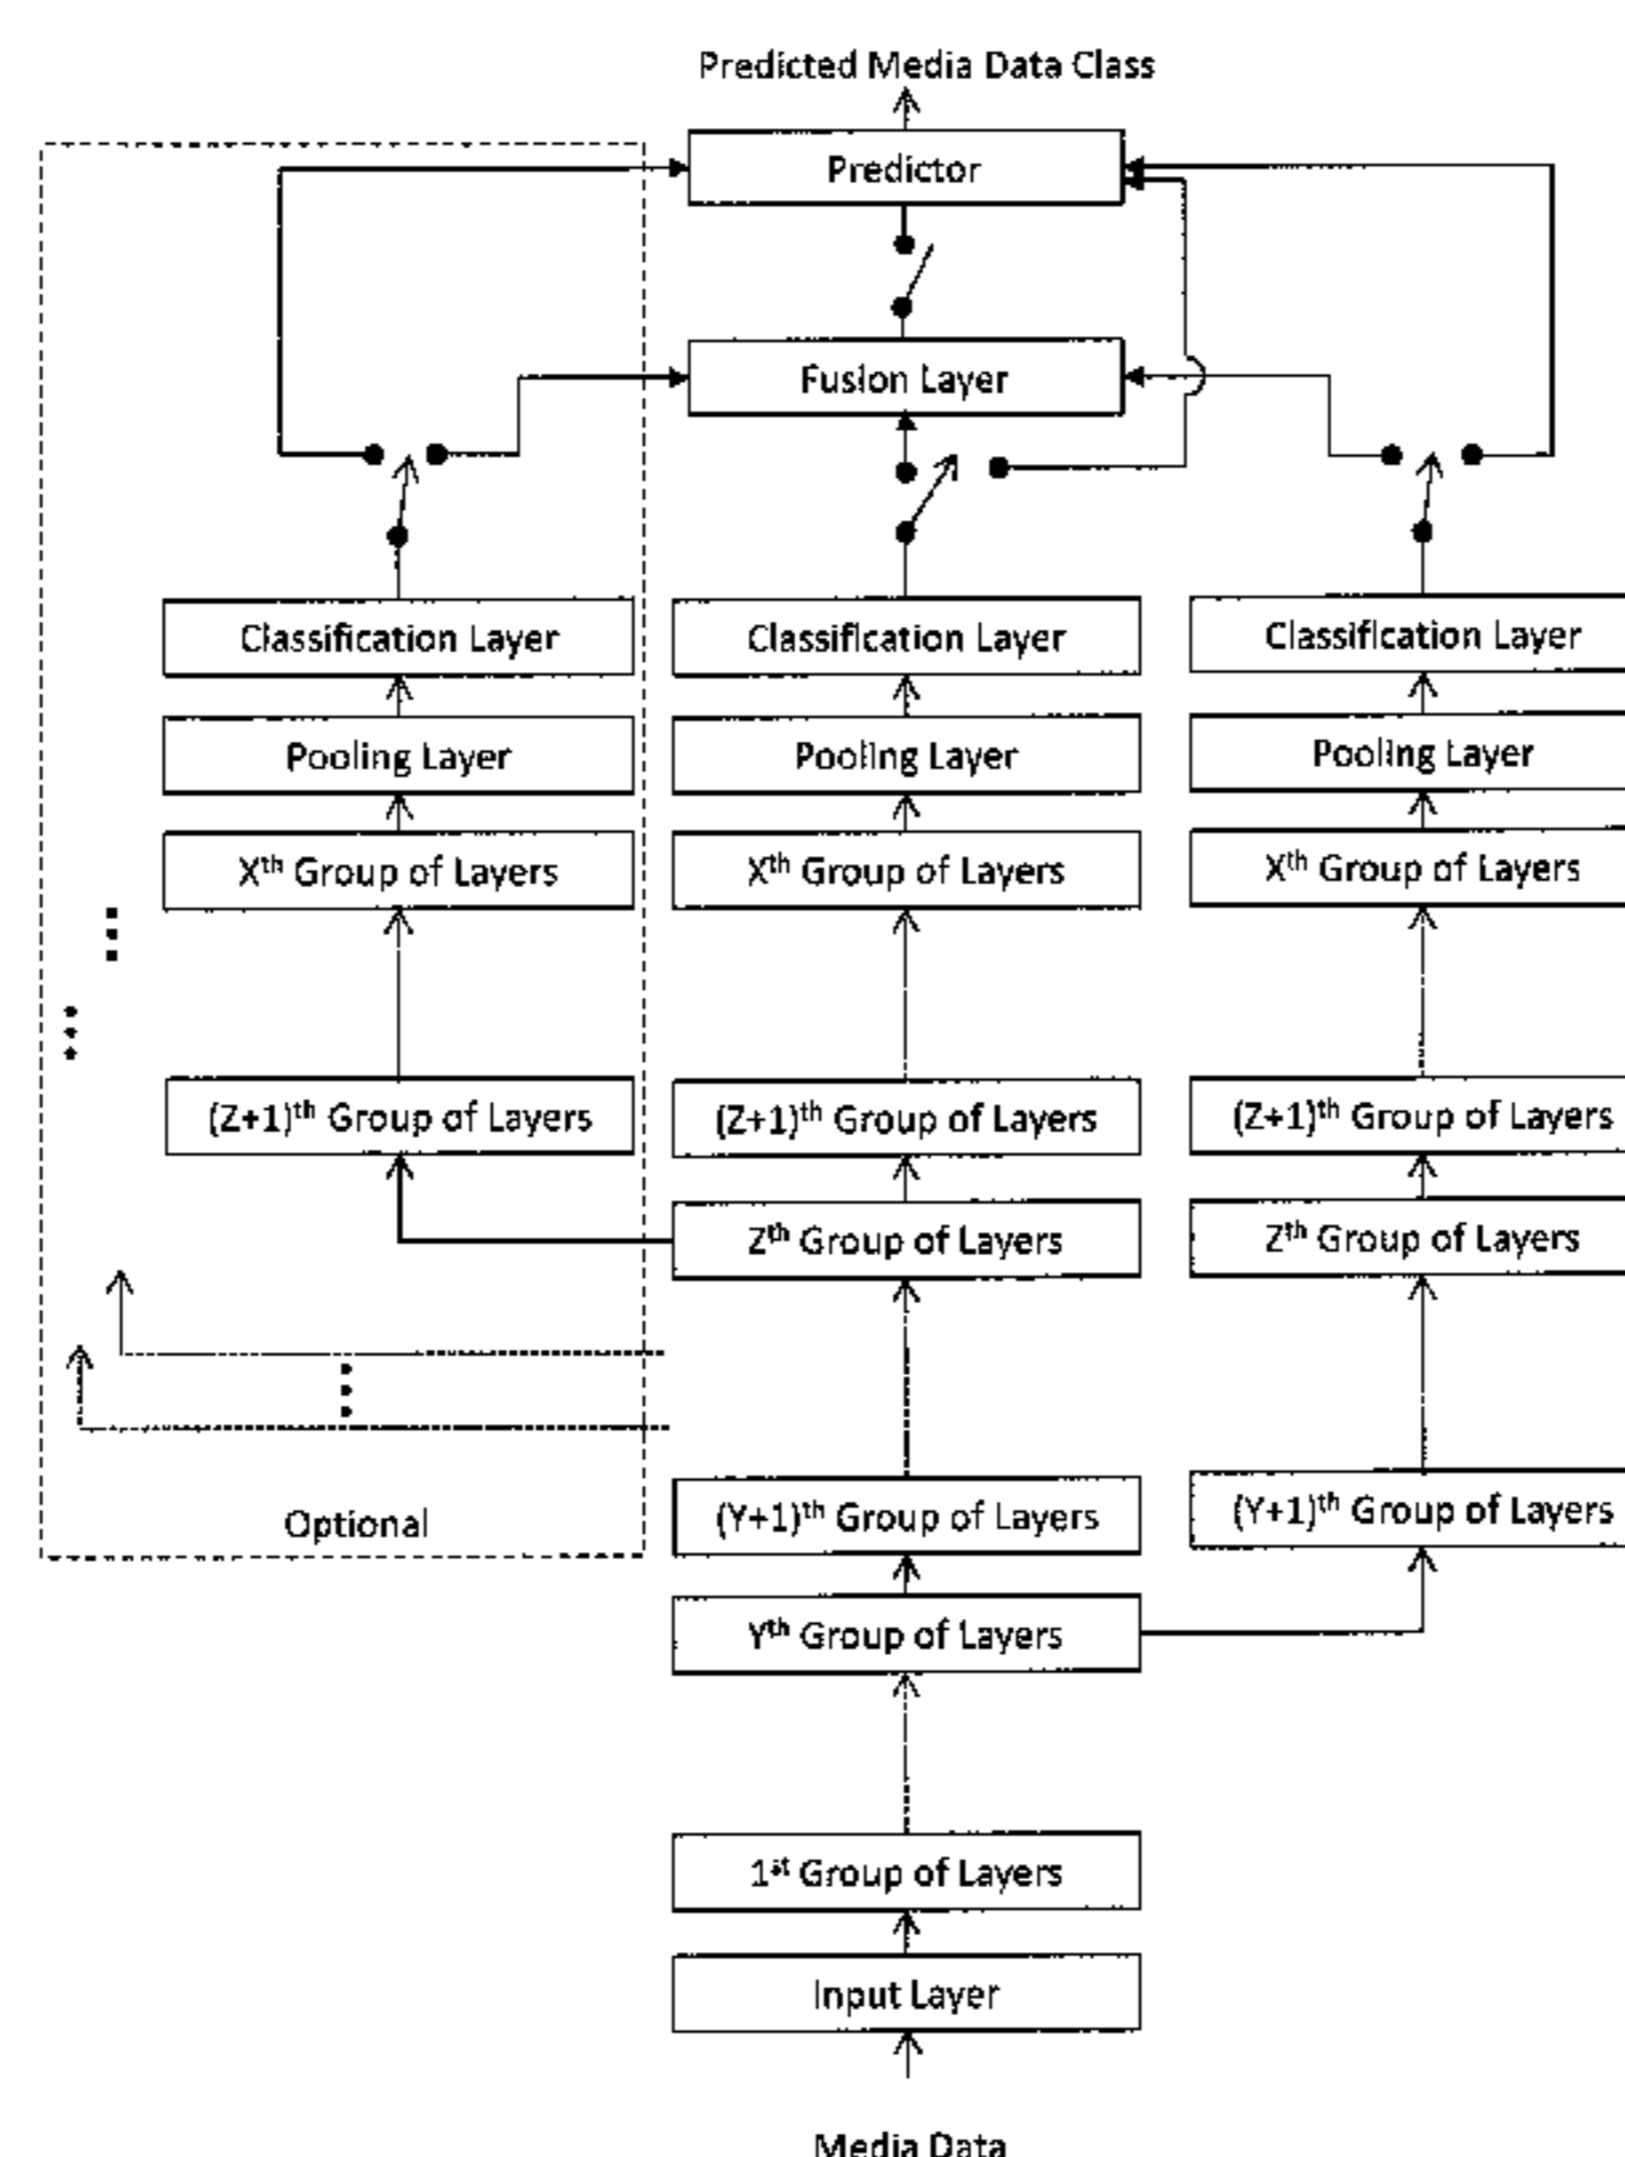 Predicted Media Data Class
Predictor
Fusion Layer
Classification Layer
Classification Layer
Classification Layer
Pooling Layer
Pooling Layer
Pooling Layer
Xth Group of Layers
Xth Group of Layers
Xth Group of Layers
(Z+1)th Group of Layers
(Z+1)th Group of Layers
(Z+1)th Group of Layers
Zth Group of Layers
Zth Group of Layers
(Y+1)th Group of Layers
(Y+1)th Group of Layers
Optional
Yth Group of Layers
1st Group of Layers
Input Layer
Media Data